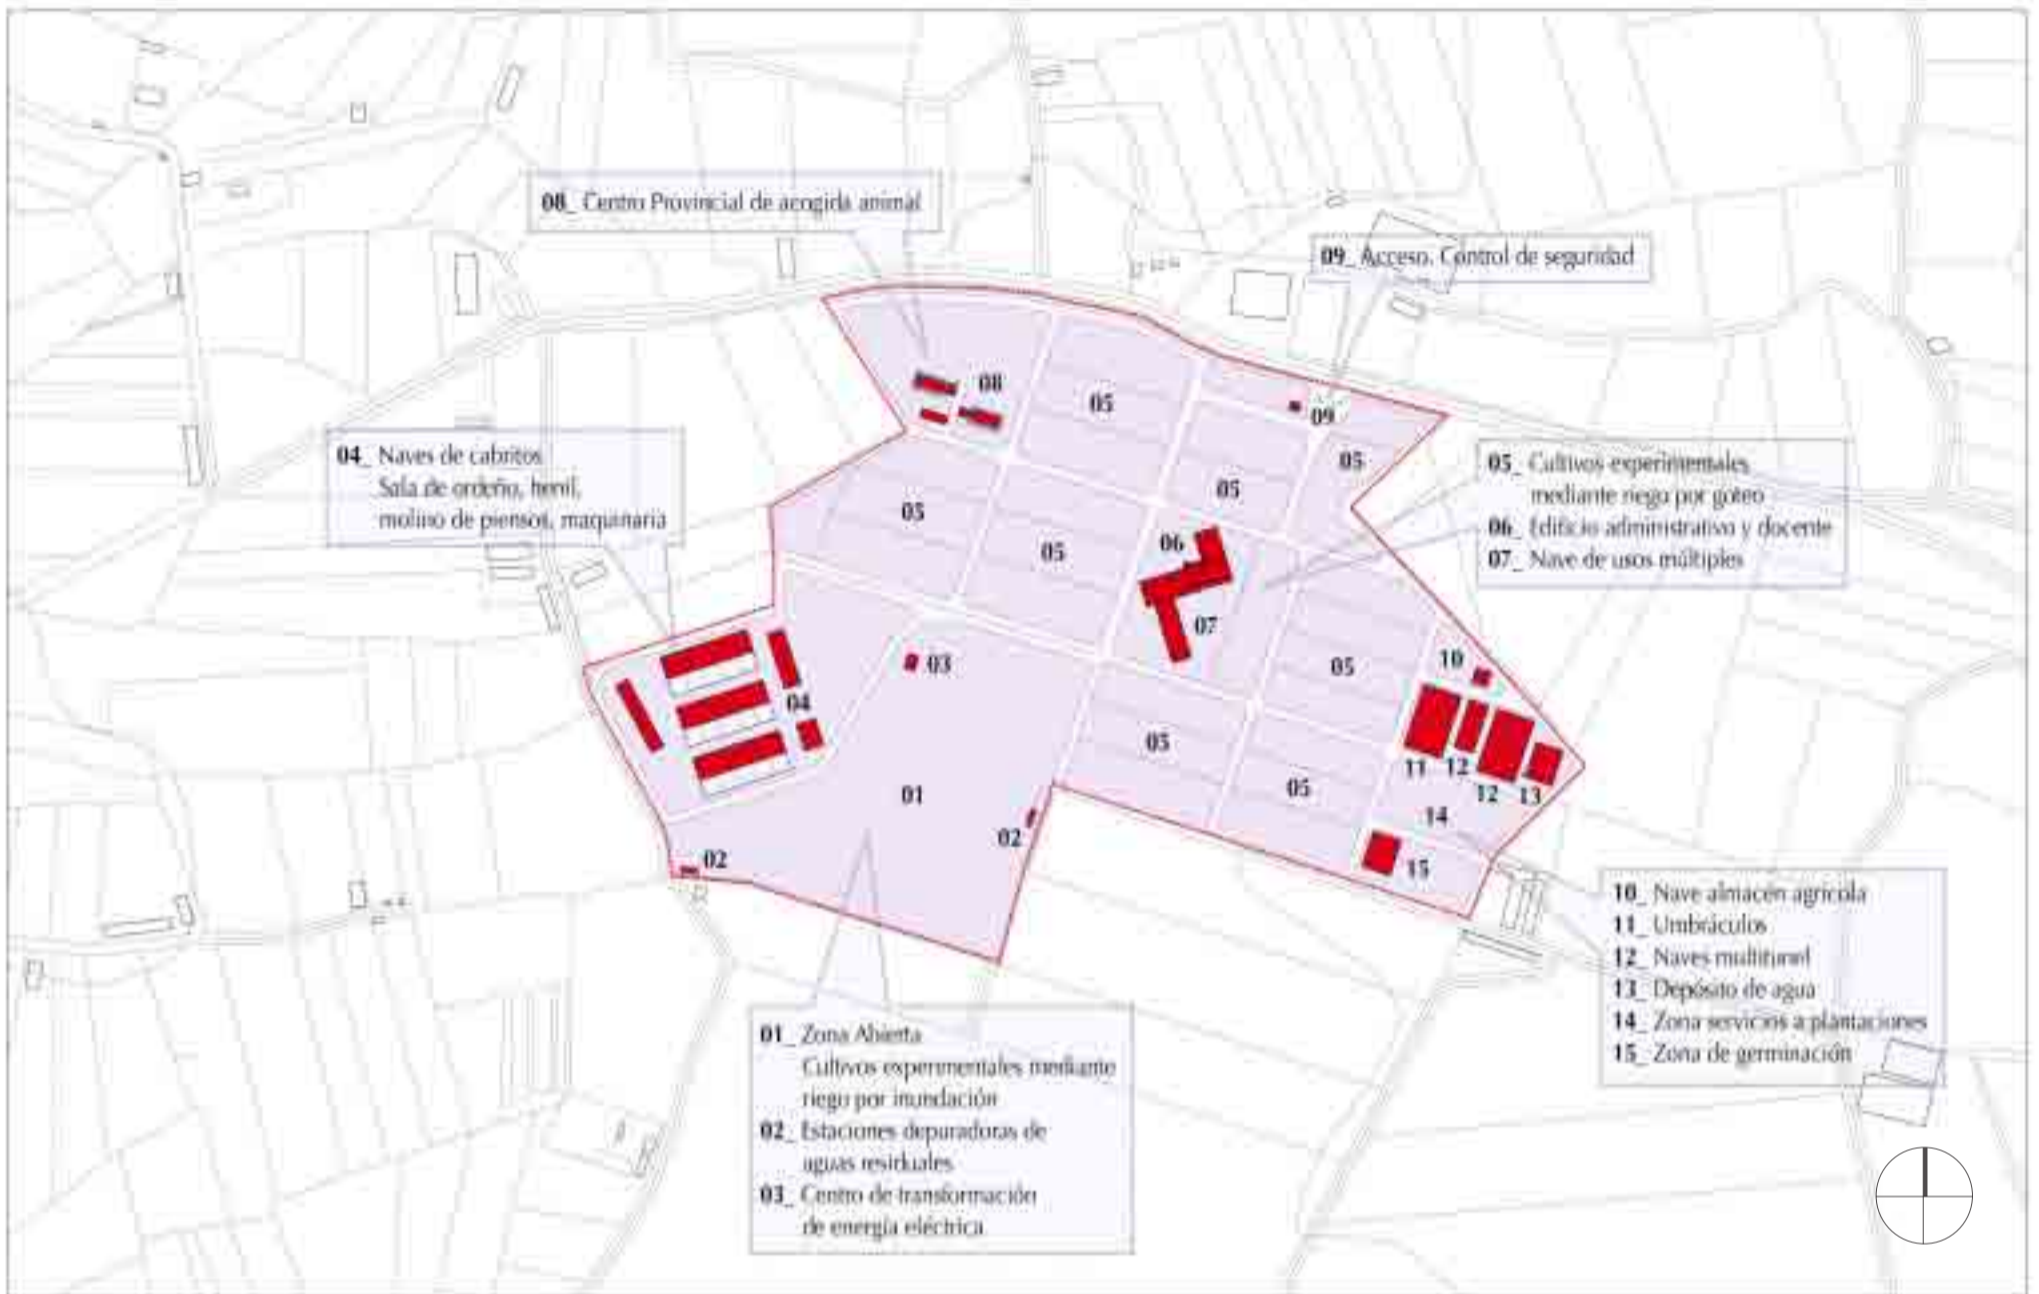 08_ Centro Provincial de acogida animal
09_ Acceso. Control de seguridad
08
05
09
04_ Naves de cabritos
Sala de ordeño, henil,
molino de piensos, maquinaria
05
05
05_ Cultivos experimentales
mediante riego por goteo
06_ Edificio administrativo y docente
07_ Nave de usos múltiples
05
05
06
07
03
05
10
04
05
11
12
12
13
01
05
14
02
02
15
10_ Nave almacén agrícola
11_ Umbráculos
12_ Naves multitunel
13_ Depósito de agua
14_ Zona servicios a plantaciones
15_ Zona de germinación
01_ Zona Abierta
Cultivos experimentales mediante
riego por inundación
02_ Estaciones depuradoras de
aguas residuales
03_ Centro de transformación
de energía eléctrica